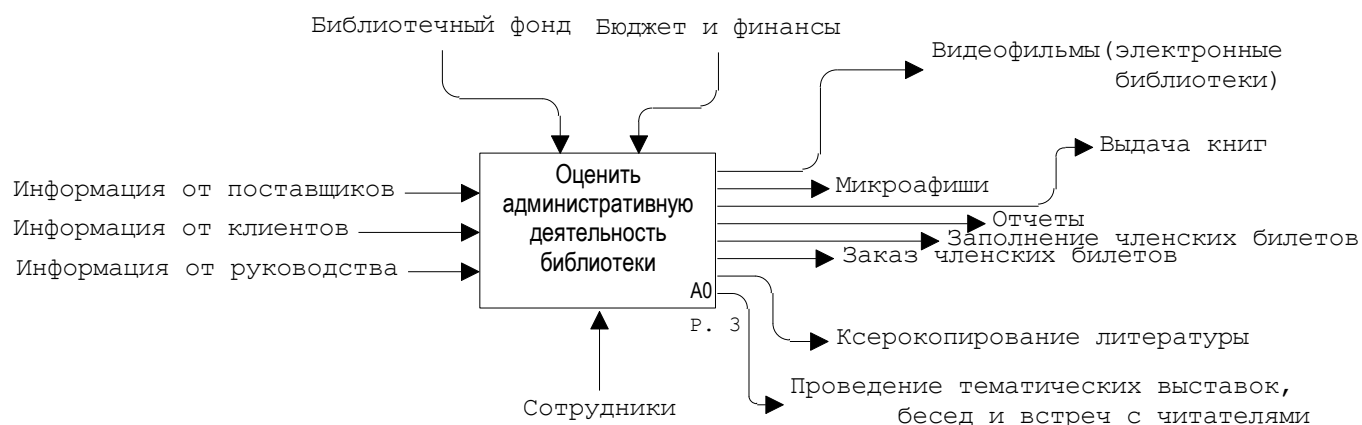 Библиотечный фонд
Бюджет и финансы
Видеофильмы(электронные
библиотеки)
Выдача книг
Оценить
административную
деятельность
библиотеки
A0
P. 3
Информация от поставщиков
Информация от клиентов
Информация от руководства
Микроафиши
Отчеты
Заполнение членских билетов
Заказ членских билетов
Ксерокопирование литературы
Проведение тематических выставок,
бесед и встреч с читателями
Сотрудники